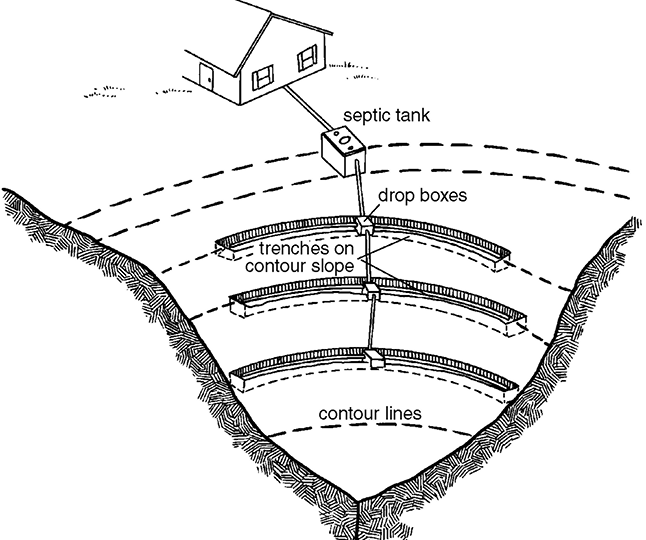 septic tank
drop boxes
trenches on
contour slope
contour lines